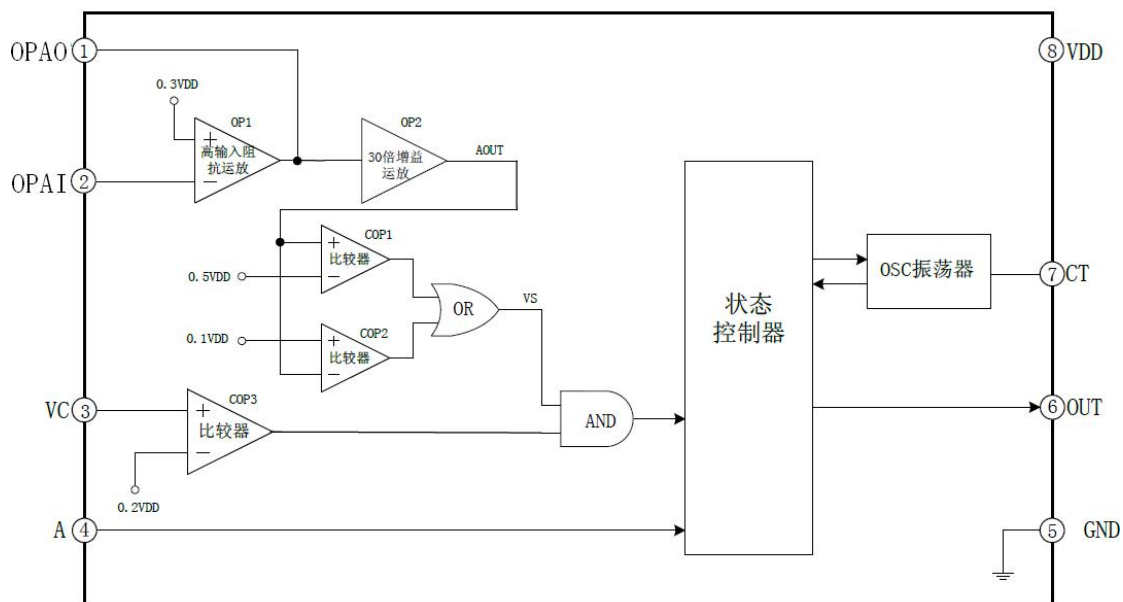 OPAO 1
8 VDD
0.3VDD
OP1
OP2
+
高输入阻
抗运放
−
30倍增益
运放
AOUT
OPAI 2
COP1
+
比较器
−
0.5VDD
OR
VS
0.1VDD
COP2
+
比较器
−
状态
控制器
OSC振荡器
7 CT
VC 3
COP3
+
比较器
−
AND
6 OUT
0.2VDD
A 4
5 GND